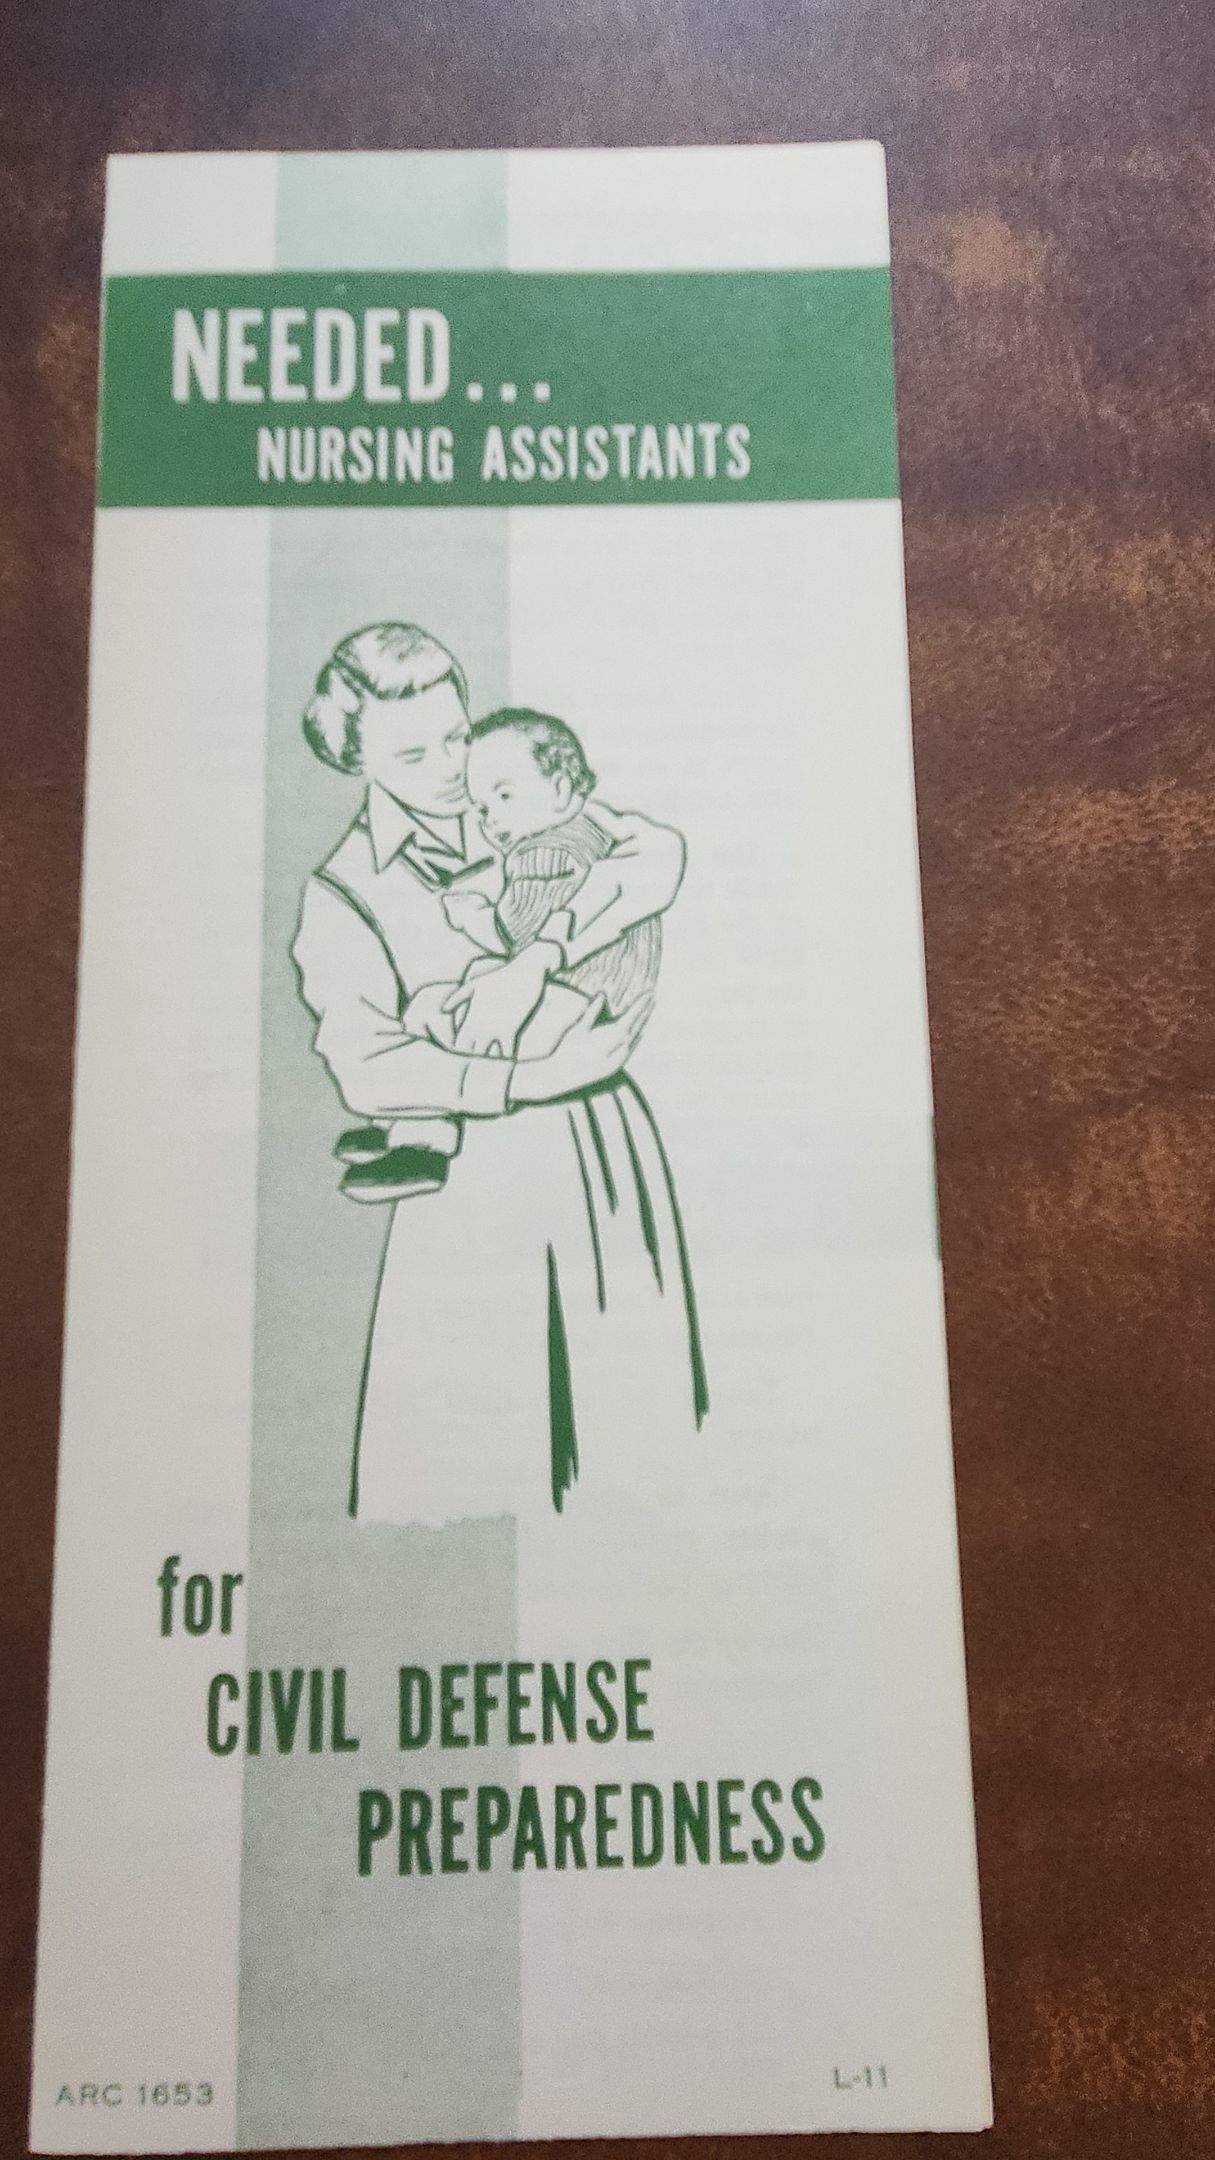 NEEDED...
NURSING ASSISTANTS
for
CIVIL DEFENSE
PREPAREDNESS
ARC 1653
L-11